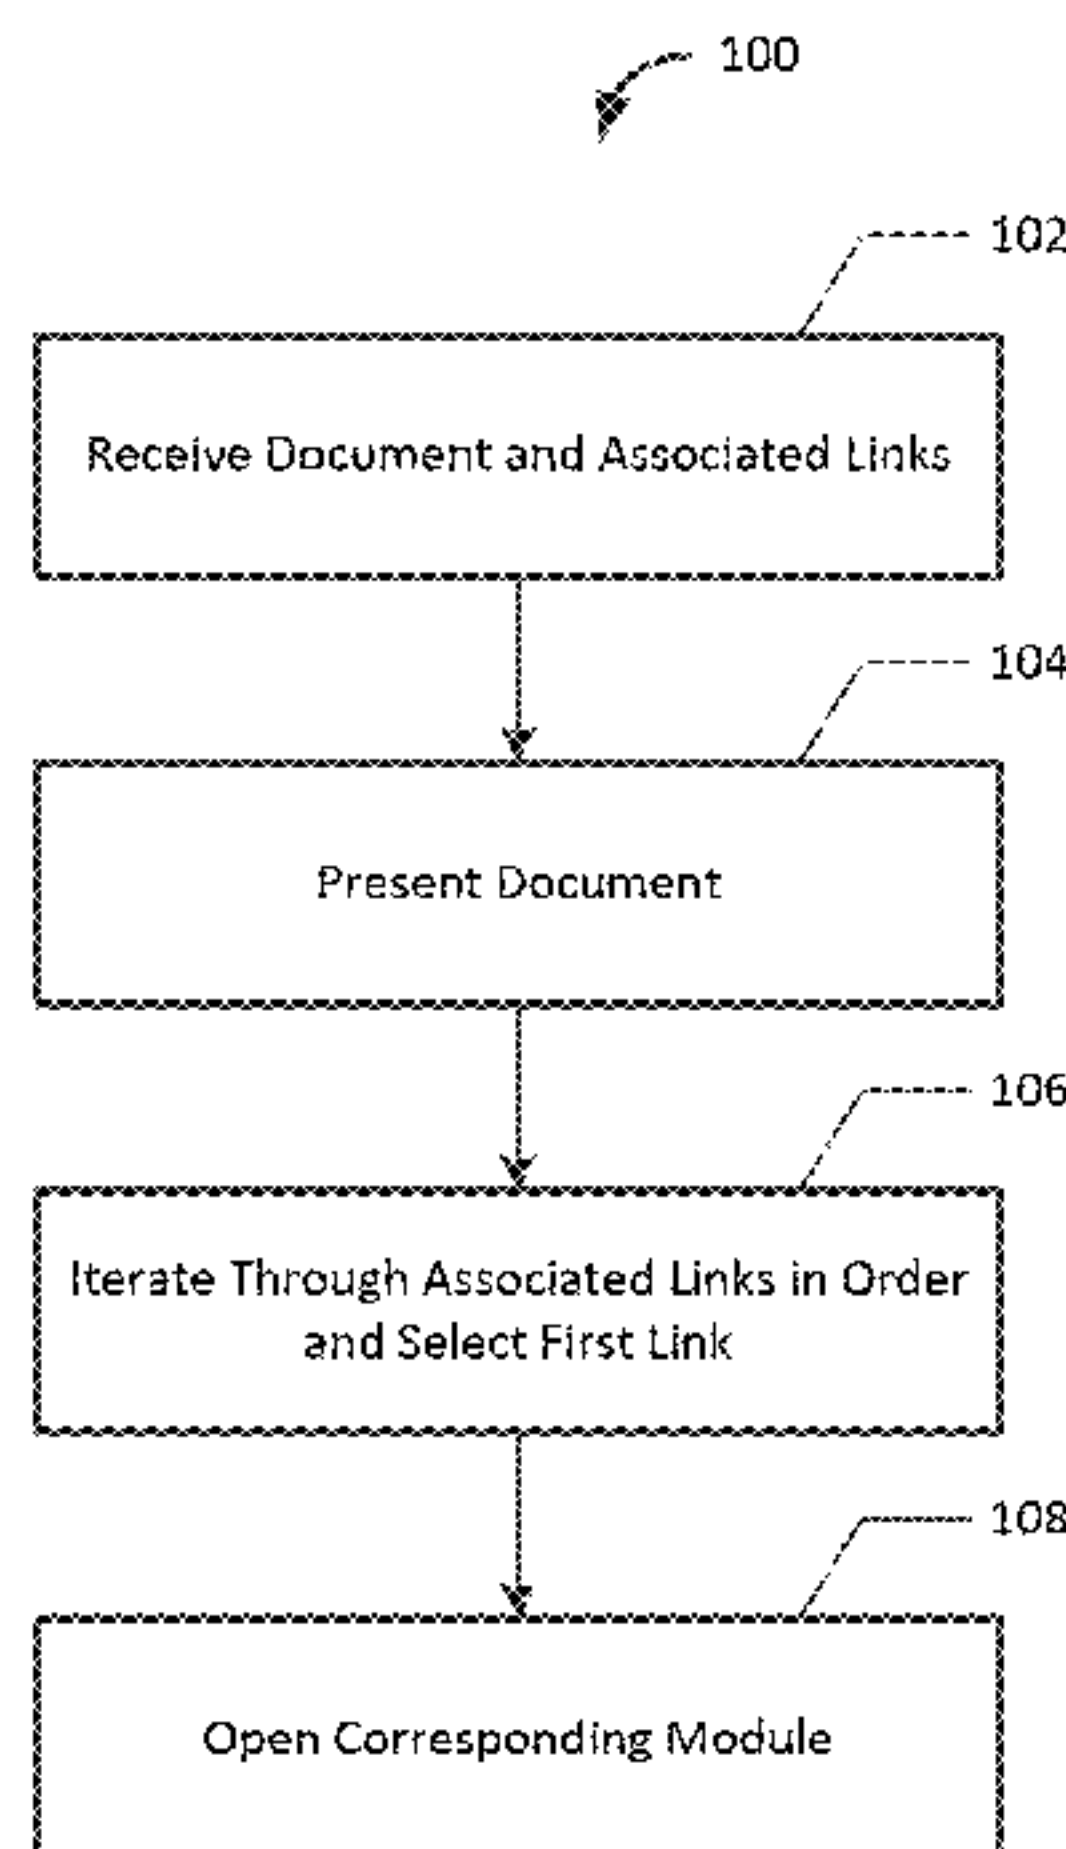 100
102
Receive Document and Associated Links
104
Present Document
106
Iterate Through Associated Links in Order
and Select First Link
108
Open Corresponding Module